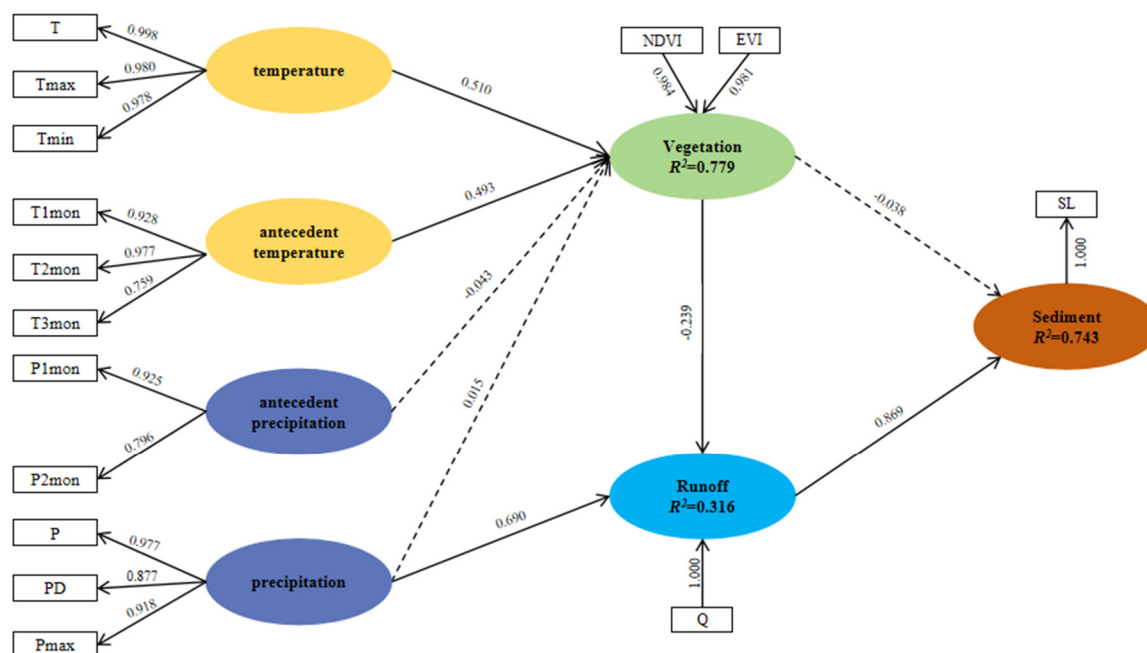 T
0.998
Tmax
0.980
Tmin
0.978
temperature
0.510
T1mon
0.928
T2mon
0.977
T3mon
0.759
antecedent
temperature
0.493
P1mon
0.925
P2mon
0.796
antecedent
precipitation
-0.043
P
0.977
PD
0.877
Pmax
0.918
precipitation
0.015
0.690
NDVI
EVI
0.984
0.981
Vegetation
R²=0.779
-0.038
-0.239
Runoff
R²=0.316
1.000
Q
0.869
SL
1.000
Sediment
R²=0.743